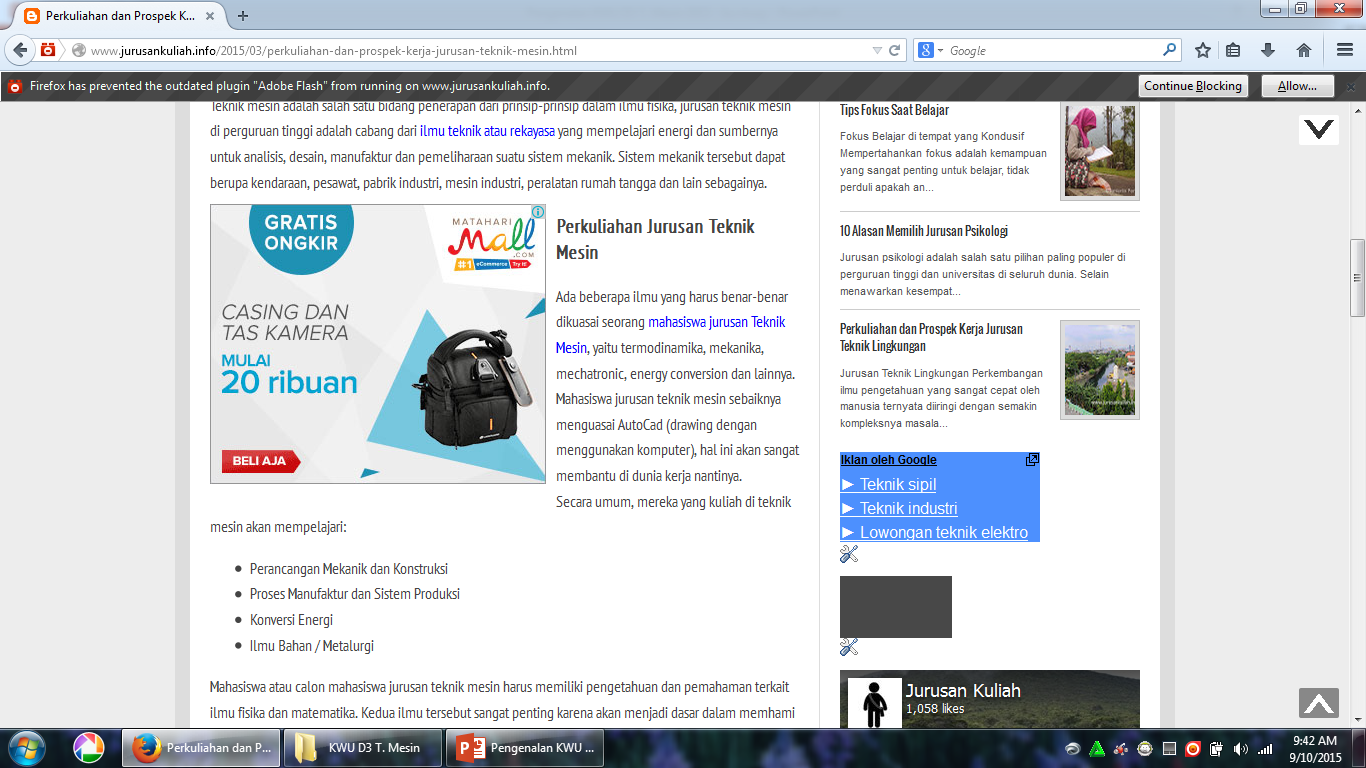 Perkuliahan dan Prospek K...
www.jurusankuliah.info/2015/03/perkuliahan-dan-prospek-kerja-jurusan-teknik-mesin.html
Google
Firefox has prevented the outdated plugin "Adobe Flash" from running on www.jurusankuliah.info.
Continue Blocking
Allow...
Teknik mesin adalah salah satu bidang penerapan dari prinsip-prinsip dalam ilmu fisika, jurusan teknik mesin
di perguruan tinggi adalah cabang dari ilmu teknik atau rekayasa yang mempelajari energi dan sumbernya
untuk analisis, desain, manufaktur dan pemeliharaan suatu sistem mekanik. Sistem mekanik tersebut dapat
berupa kendaraan, pesawat, pabrik industri, mesin industri, peralatan rumah tangga dan lain sebagainya.
GRATIS
ONGKIR
MATAHARI
Mall
.COM
#1 eCommerce Try it!
CASING DAN
TAS KAMERA
MULAI
20 ribuan
BELI AJA
Perkuliahan Jurusan Teknik
Mesin
Ada beberapa ilmu yang harus benar-benar
dikuasai seorang mahasiswa jurusan Teknik
Mesin, yaitu termodinamika, mekanika,
mechatronic, energy conversion dan lainnya.
Mahasiswa jurusan teknik mesin sebaiknya
menguasai AutoCad (drawing dengan
menggunakan komputer), hal ini akan sangat
membantu di dunia kerja nantinya.
Secara umum, mereka yang kuliah di teknik
mesin akan mempelajari:
Perancangan Mekanik dan Konstruksi
Proses Manufaktur dan Sistem Produksi
Konversi Energi
Ilmu Bahan / Metalurgi
Mahasiswa atau calon mahasiswa jurusan teknik mesin harus memiliki pengetahuan dan pemahaman terkait
ilmu fisika dan matematika. Kedua ilmu tersebut sangat penting karena akan menjadi dasar dalam memhami
Tips Fokus Saat Belajar
Fokus Belajar di tempat yang Kondusif
Mempertahankan fokus adalah kemampuan
yang sangat penting untuk belajar, tidak
perduli apakah an...
10 Alasan Memilih Jurusan Psikologi
Jurusan psikologi adalah salah satu pilihan paling populer di
perguruan tinggi dan universitas di seluruh dunia. Selain
menawarkan kesempat...
Perkuliahan dan Prospek Kerja Jurusan
Teknik Lingkungan
Jurusan Teknik Lingkungan Perkembangan
ilmu pengetahuan yang sangat cepat oleh
manusia ternyata diiringi dengan semakin
kompleksnya masala...
Iklan oleh Google
► Teknik sipil
► Teknik industri
► Lowongan teknik elektro
Jurusan Kuliah
1,058 likes
Perkuliahan dan P...
KWU D3 T. Mesin
Pengenalan KWU ...
9:42 AM
9/10/2015